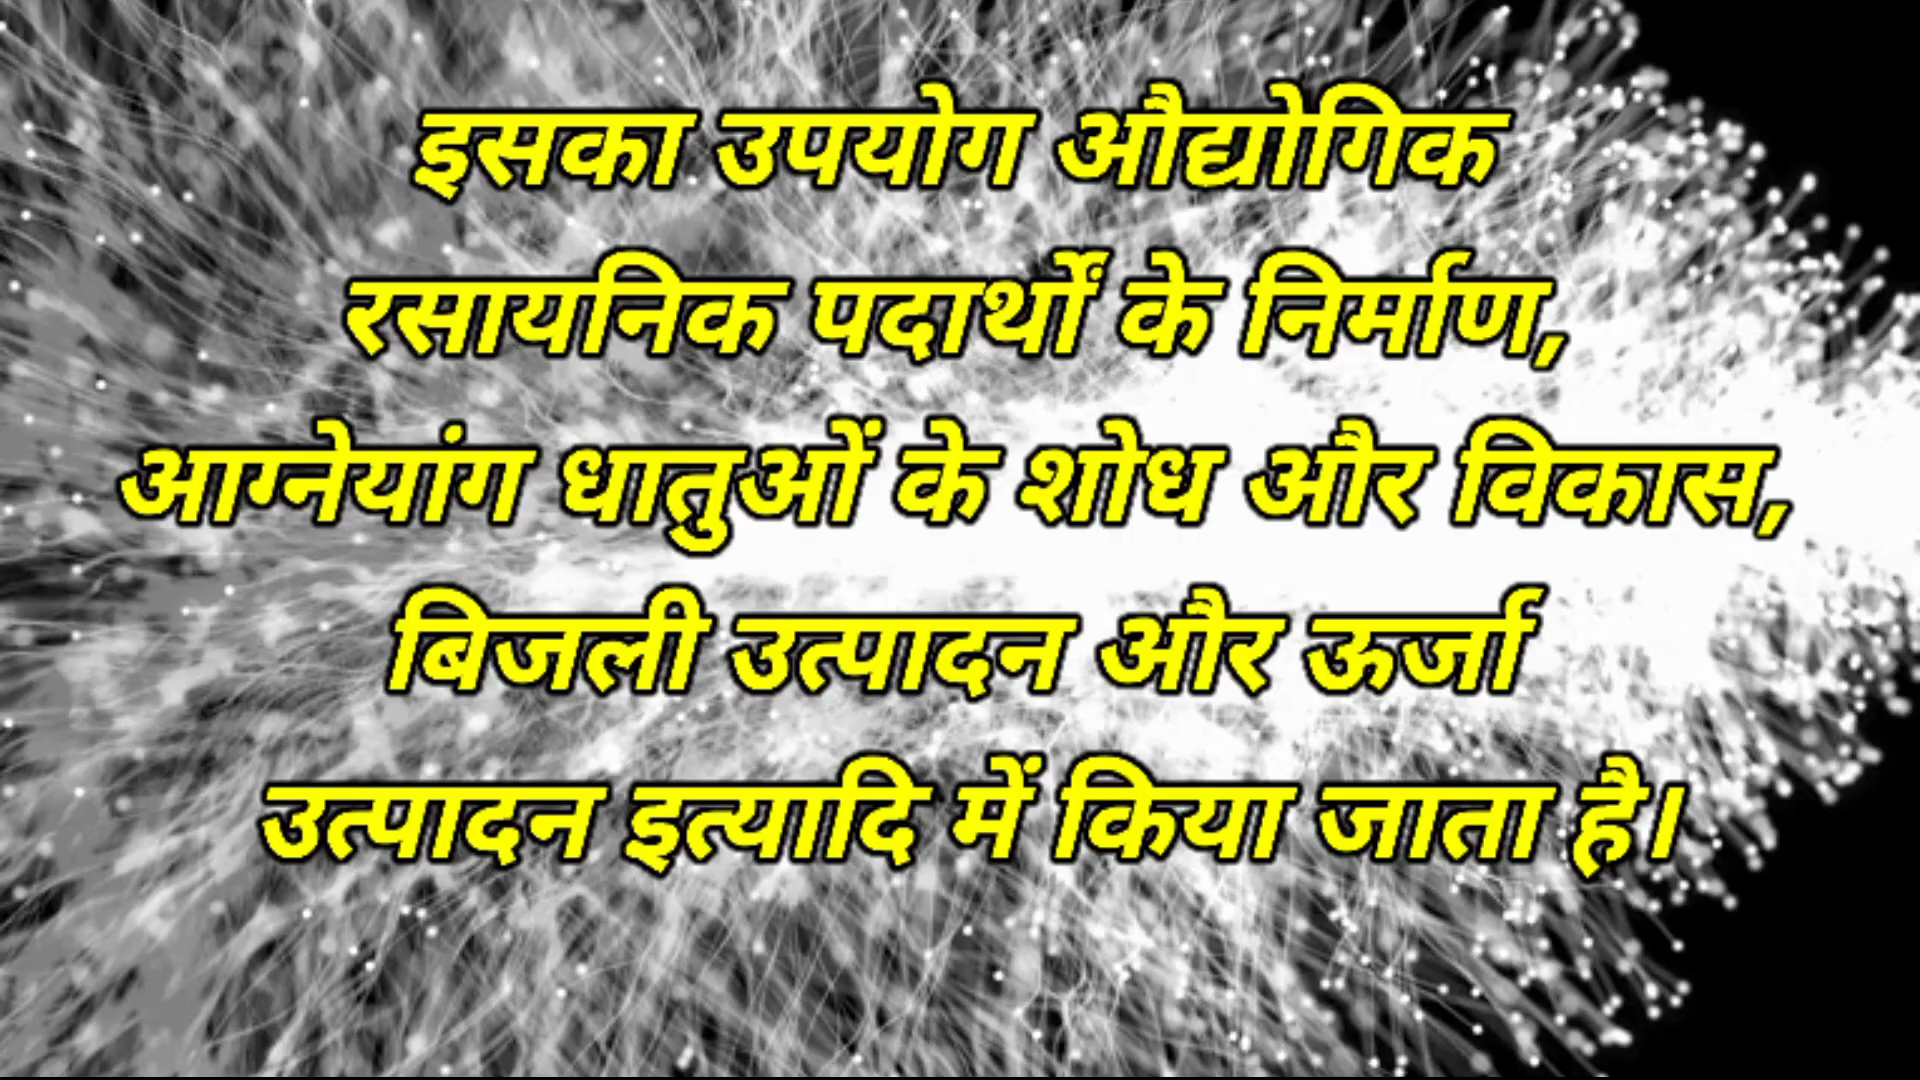 इसका उपयोग औद्योगिक
रसायनिक पदार्थों के निर्माण,
आग्नेयांग धातुओं के शोध और विकास,
बिजली उत्पादन और ऊर्जा
उत्पादन इत्यादि में किया जाता है।